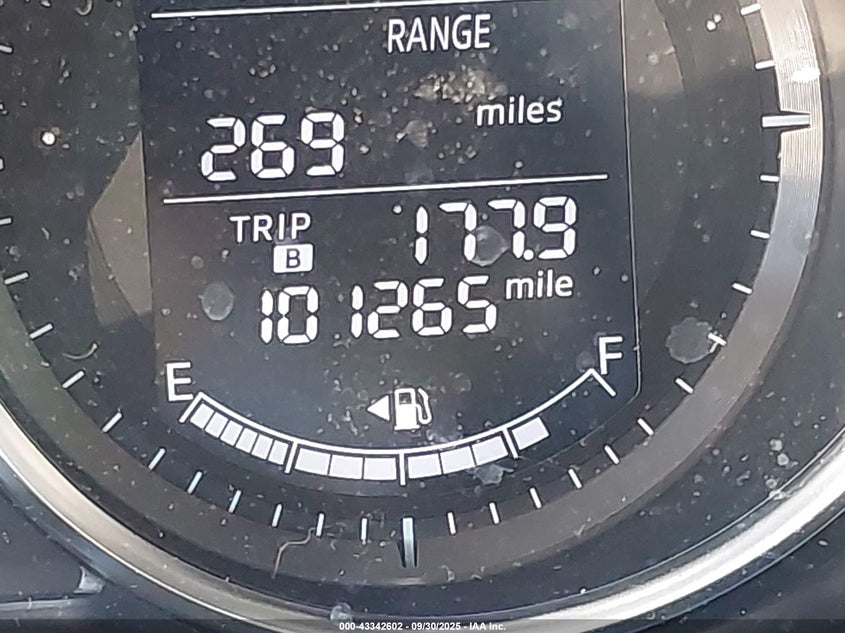 RANGE
269 miles
TRIP B 177.9
101265 mile
E F
000-43342602 - 09/30/2025 - IAA Inc.